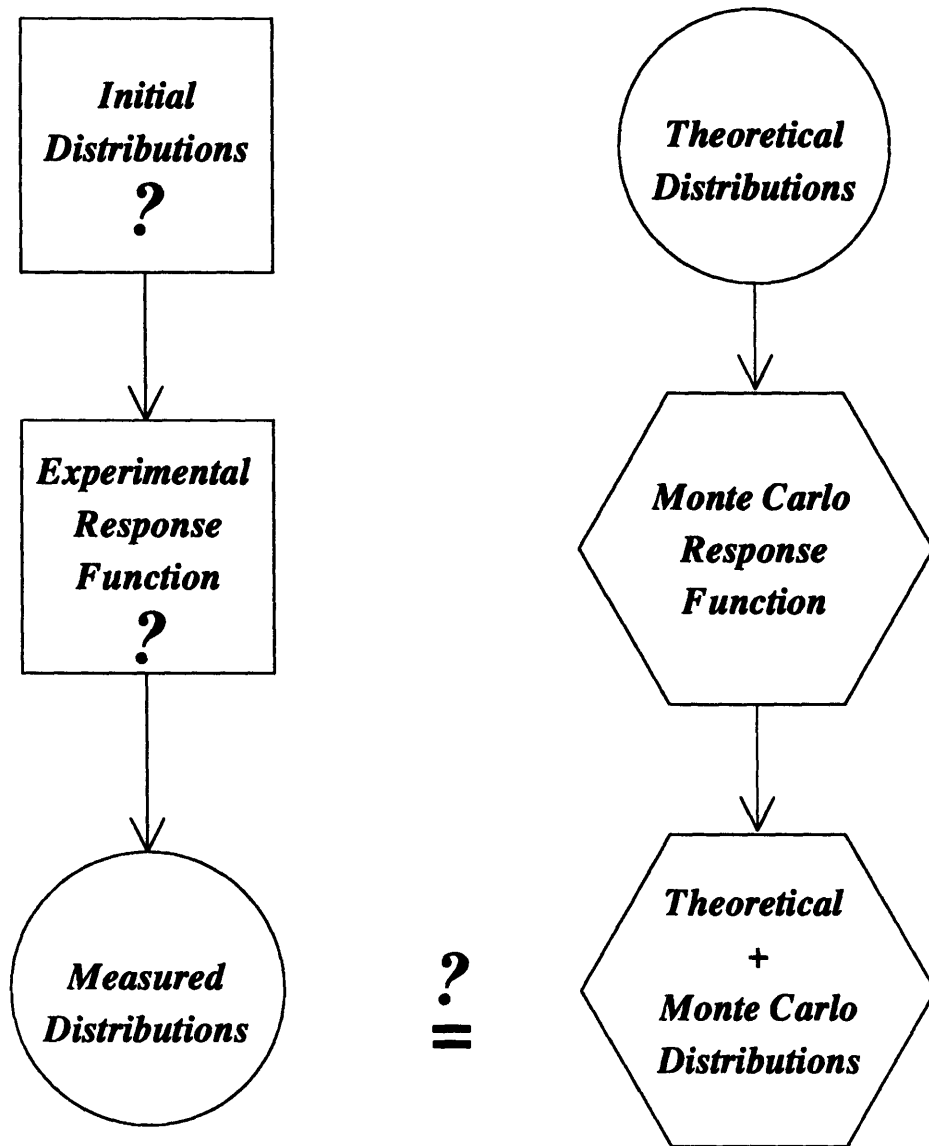 Initial
Distributions
?
Experimental
Response
Function
?
Measured
Distributions
?
=
Theoretical
Distributions
Monte Carlo
Response
Function
Theoretical
+
Monte Carlo
Distributions